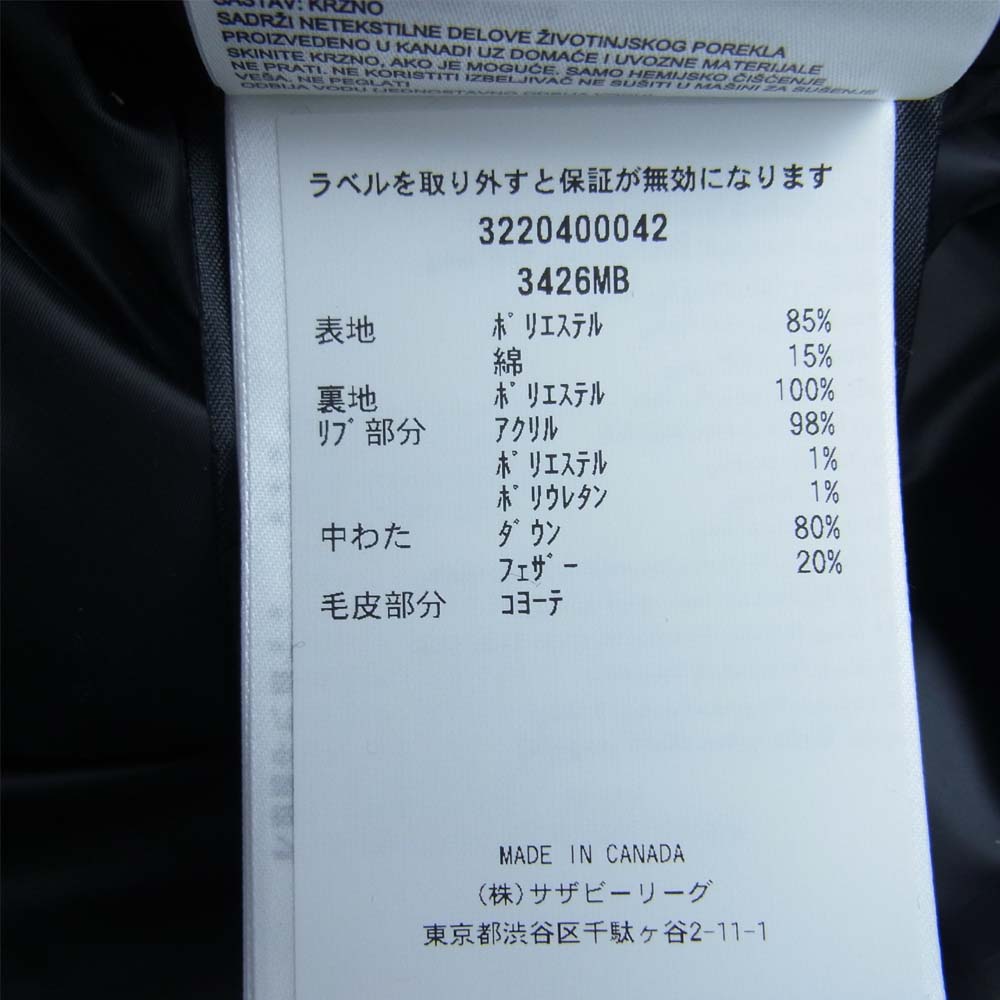 SASTAV: KRZNO
SADRŽI NETEKSTILNE DELOVE ŽIVOTINJSKOG POREKLA
PROIZVEDENO U KANADI UZ DOMAĆE I UVOZNE MATERIJALE
SKINITE KRZNO, AKO JE MOGUĆE. SAMO HEMIJSKO ČIŠĆENJE
NE PRATI. NE KORISTITI IZBELJIVAČ NE SUŠITI U MAŠINI ZA SUŠENJE
VEŠA. NE PEGLATI
ラベルを取り外すと保証が無効になります
3220400042
3426MB
表地 ポリエステル 85%
綿 15%
裏地 ポリエステル 100%
リブ部分 アクリル 98%
ポリエステル 1%
ポリウレタン 1%
中わた ダウン 80%
フェザー 20%
毛皮部分 コヨーテ
MADE IN CANADA
(株)サザビーリーグ
東京都渋谷区千駄ヶ谷2-11-1